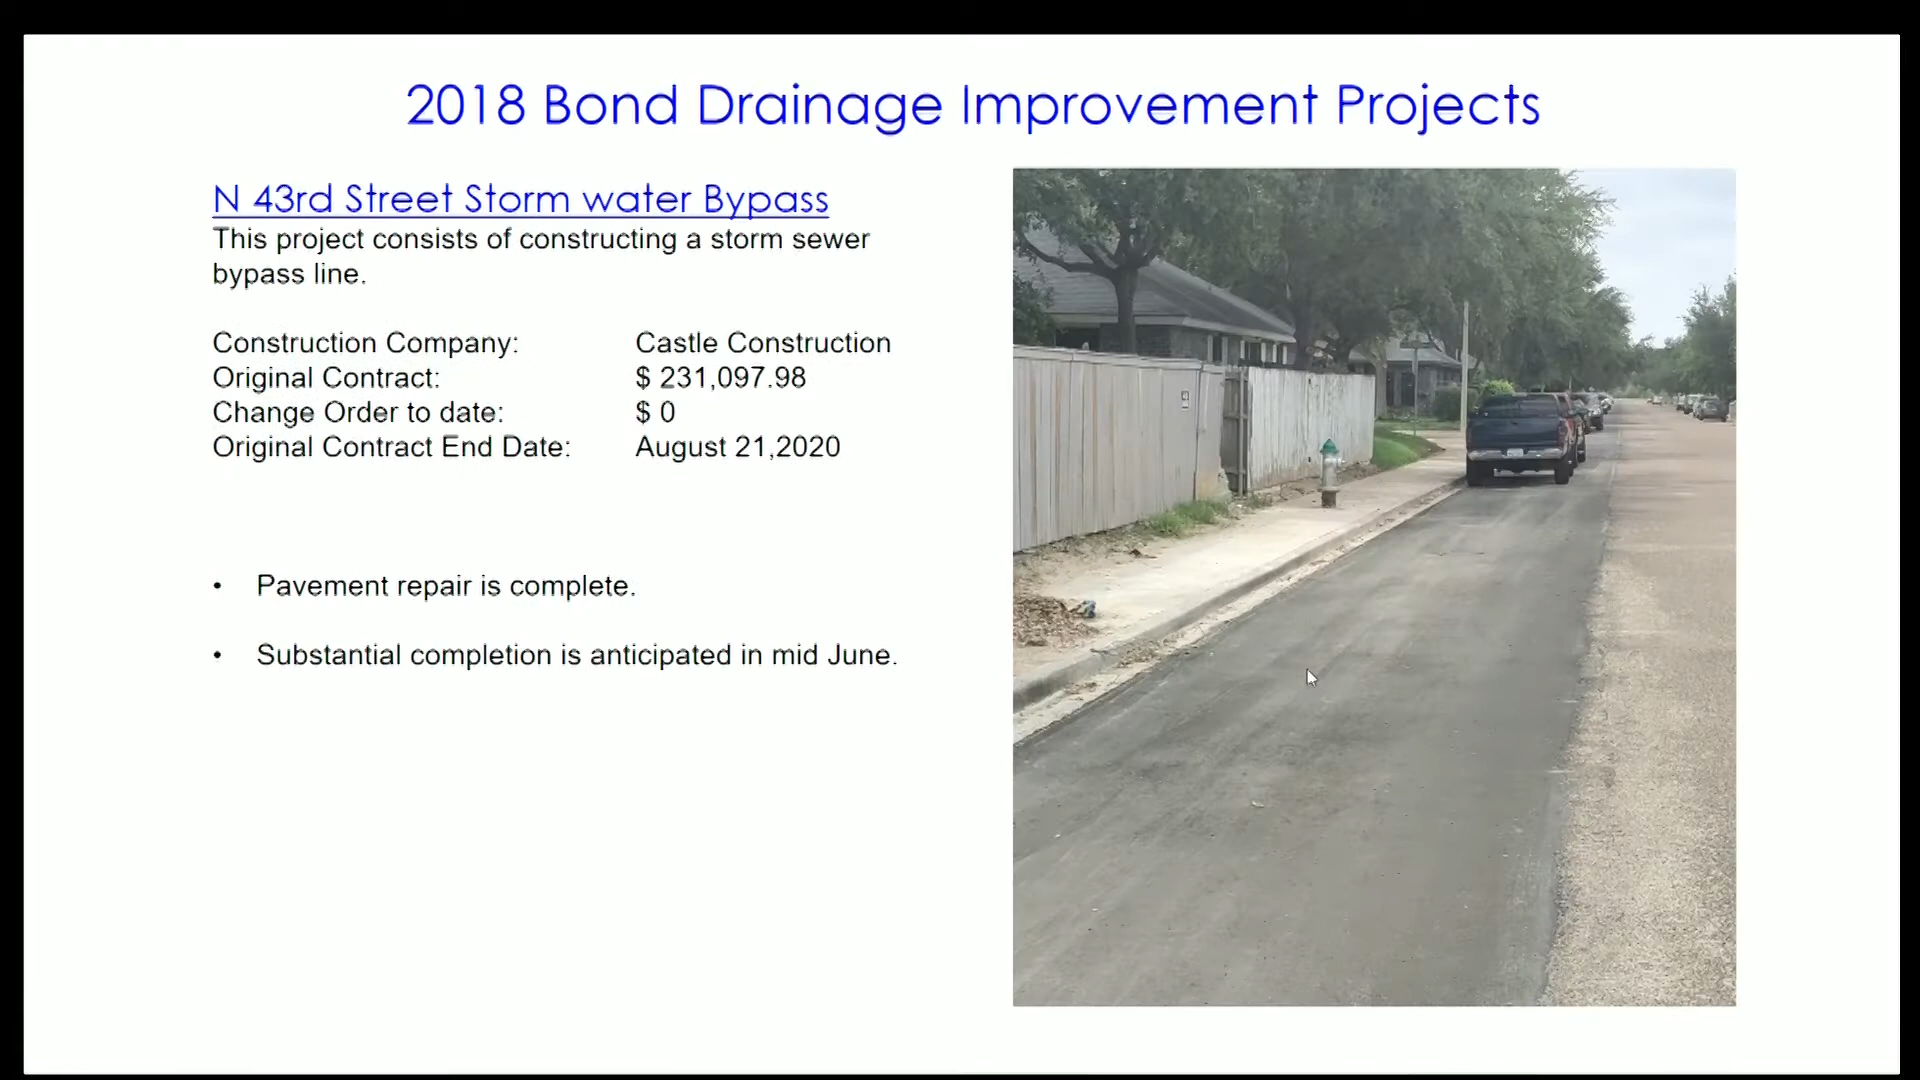 2018 Bond Drainage Improvement Projects
N 43rd Street Storm water Bypass
This project consists of constructing a storm sewer
bypass line.
Construction Company: Castle Construction
Original Contract: $ 231,097.98
Change Order to date: $ 0
Original Contract End Date: August 21,2020
• Pavement repair is complete.
• Substantial completion is anticipated in mid June.